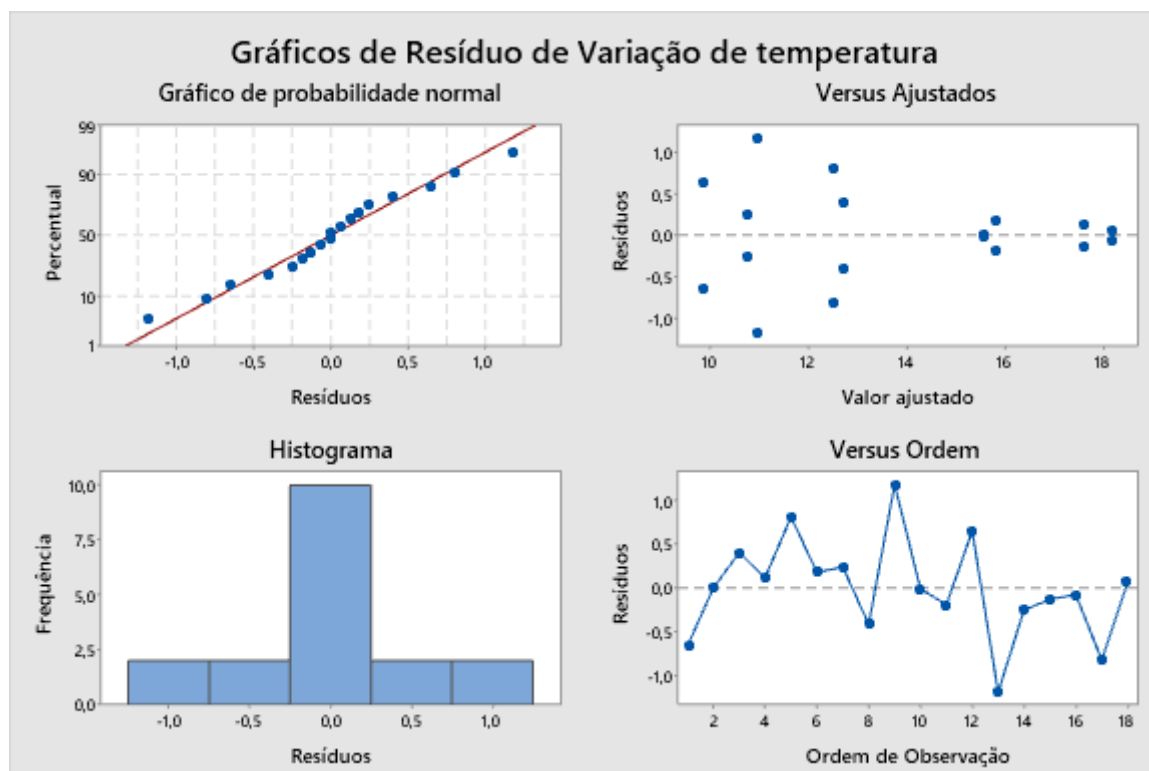 Gráficos de Resíduo de Variação de temperatura
Gráfico de probabilidade normal
99
90
50
10
1
Percentual
-1,0 -0,5 0,0 0,5 1,0
Resíduos
Versus Ajustados
1,0
0,5
0,0
-0,5
-1,0
Resíduos
10 12 14 16 18
Valor ajustado
Histograma
10,0
7,5
5,0
2,5
0,0
Frequência
-1,0 -0,5 0,0 0,5 1,0
Resíduos
Versus Ordem
1,0
0,5
0,0
-0,5
-1,0
Resíduos
2 4 6 8 10 12 14 16 18
Ordem de Observação